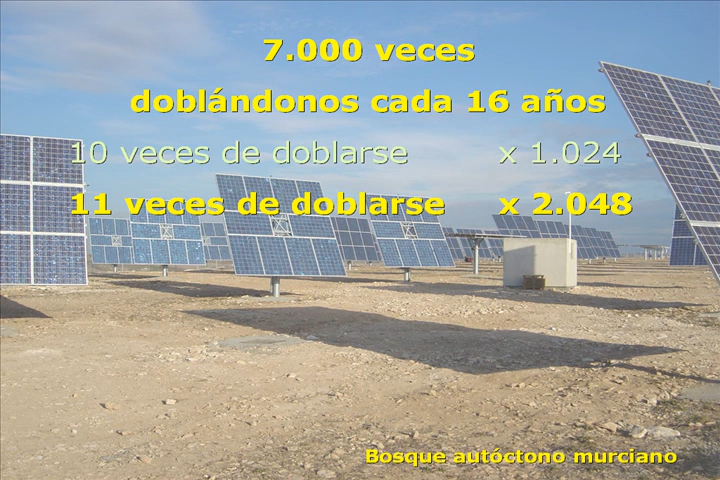 7.000 veces
doblándonos cada 16 años
10 veces de doblarse x 1.024
11 veces de doblarse x 2.048
Bosque autóctono murciano